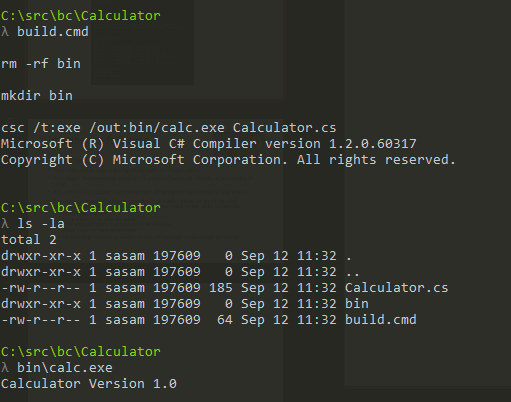 C:\src\bc\Calculator
λ build.cmd
rm -rf bin
mkdir bin
csc /t:exe /out:bin/calc.exe Calculator.cs
Microsoft (R) Visual C# Compiler version 1.2.0.60317
Copyright (C) Microsoft Corporation. All rights reserved.
C:\src\bc\Calculator
λ ls -la
total 2
drwxr-xr-x 1 sasam 197609   0 Sep 12 11:32 .
drwxr-xr-x 1 sasam 197609   0 Sep 12 11:32 ..
-rw-r--r-- 1 sasam 197609 185 Sep 12 11:32 Calculator.cs
drwxr-xr-x 1 sasam 197609   0 Sep 12 11:32 bin
-rw-r--r-- 1 sasam 197609  64 Sep 12 11:32 build.cmd
C:\src\bc\Calculator
λ bin\calc.exe
Calculator Version 1.0